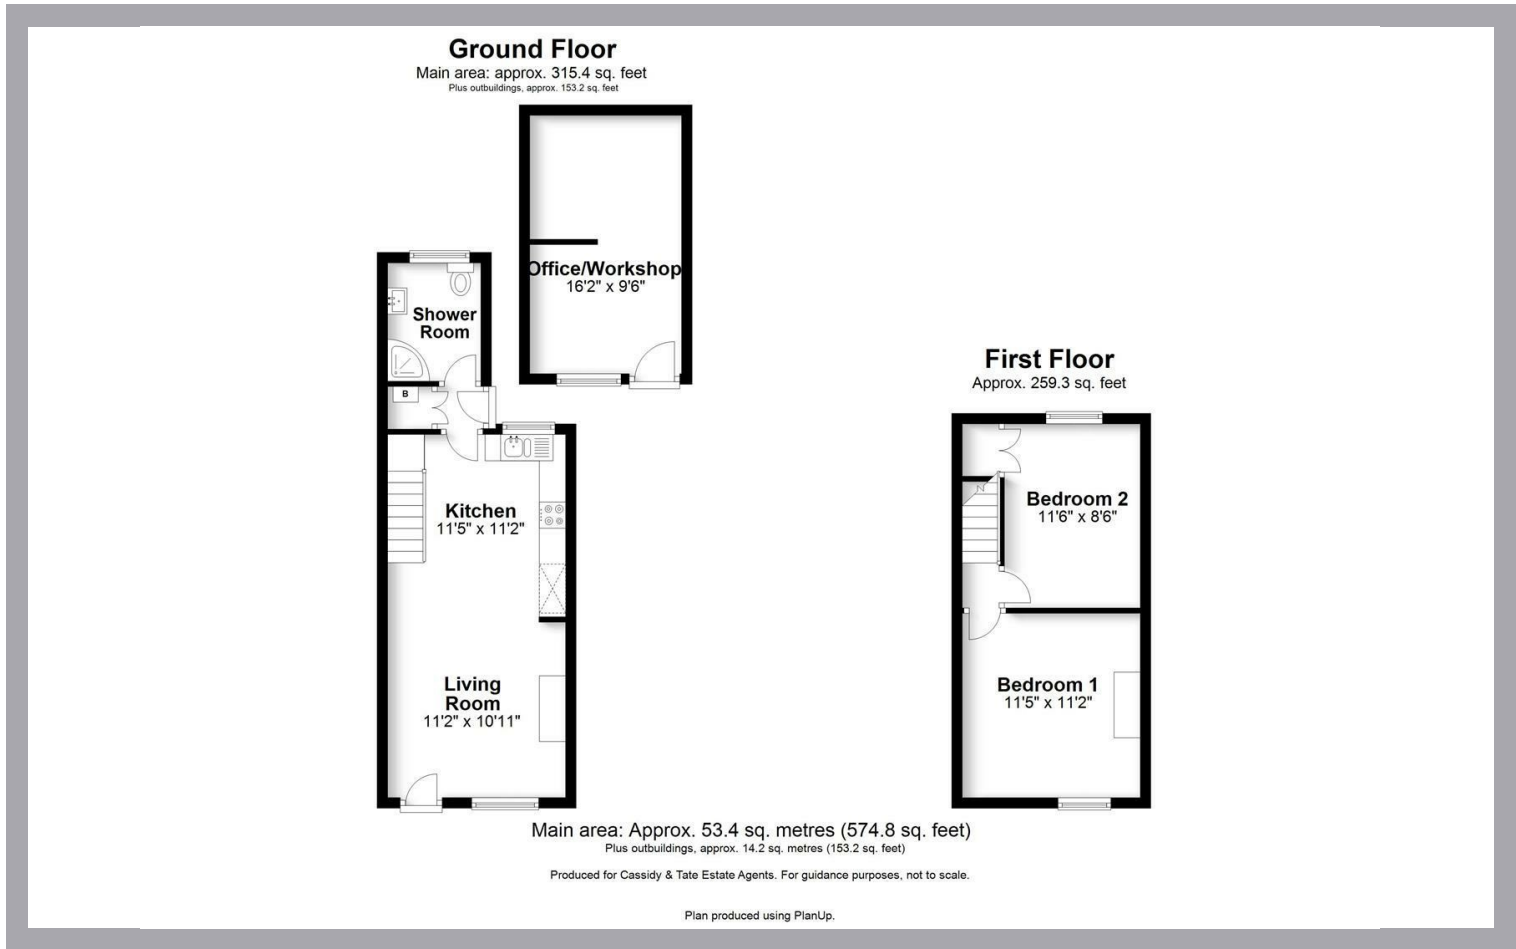 Ground Floor
Main area: approx. 315.4 sq. feet
Plus outbuildings, approx. 153.2 sq. feet
Office/Workshop
16'2" x 9'6"
Shower
Room
B
Kitchen
11'5" x 11'2"
Living
Room
11'2" x 10'11"
First Floor
Approx. 259.3 sq. feet
Bedroom 2
11'6" x 8'6"
Bedroom 1
11'5" x 11'2"
Main area: Approx. 53.4 sq. metres (574.8 sq. feet)
Plus outbuildings, approx. 14.2 sq. metres (153.2 sq. feet)
Produced for Cassidy & Tate Estate Agents. For guidance purposes, not to scale.
Plan produced using PlanUp.